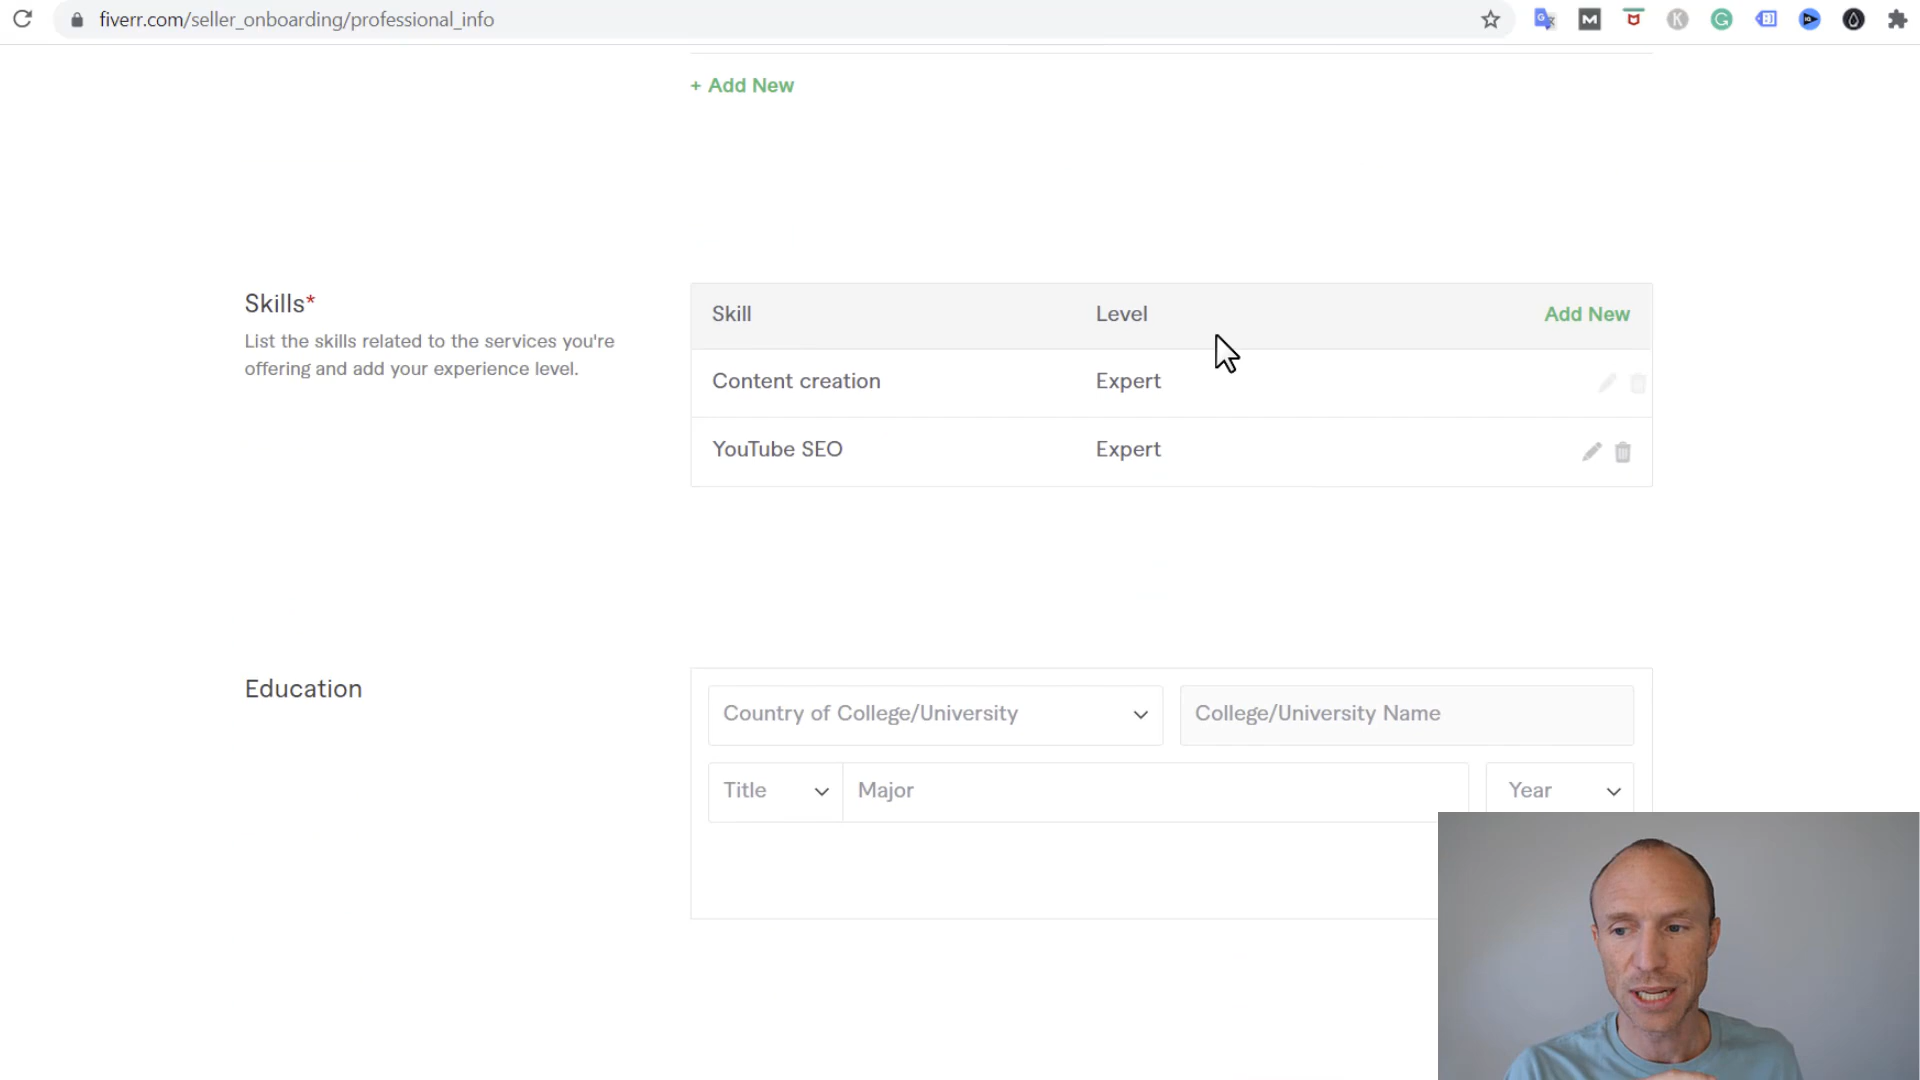 fiverr.com/seller_onboarding/professional_info
+ Add New
Skills*
List the skills related to the services you're
offering and add your experience level.
Skill Level Add New
Content creation Expert
YouTube SEO Expert
Education
Country of College/University College/University Name
Title Major Year